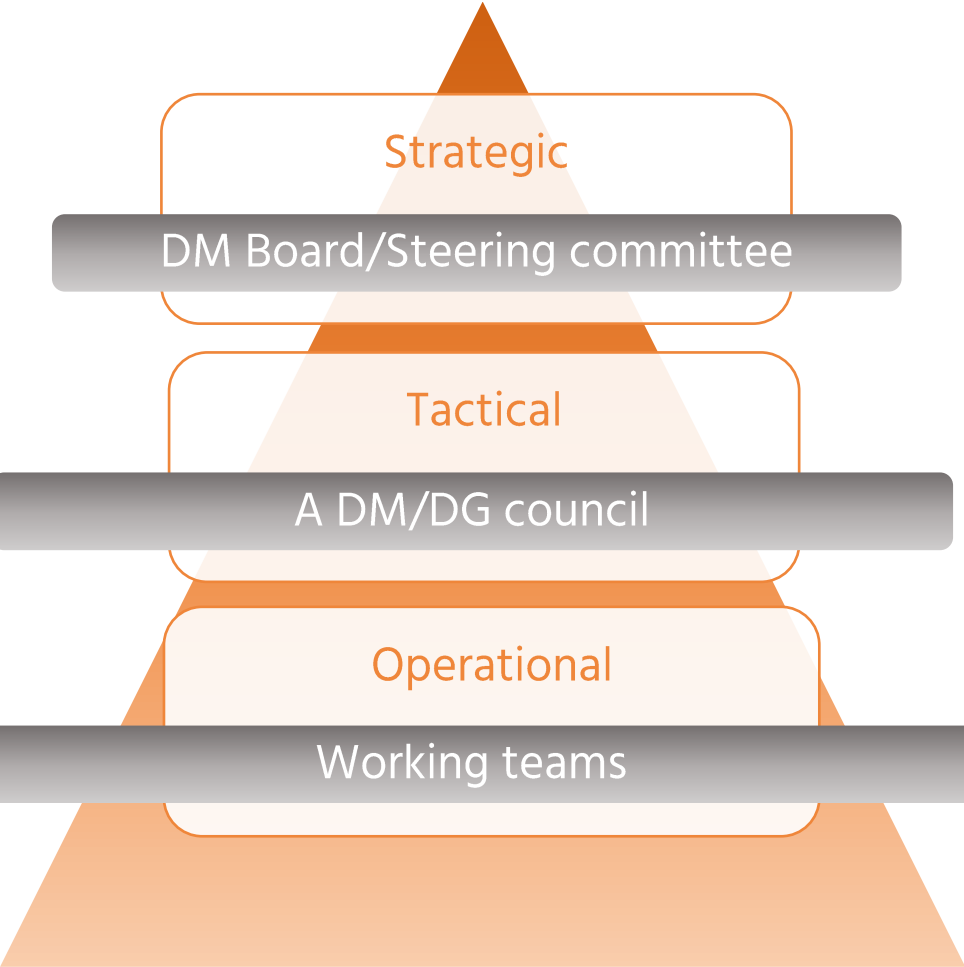 Strategic
DM Board/Steering committee
Tactical
A DM/DG council
Operational
Working teams